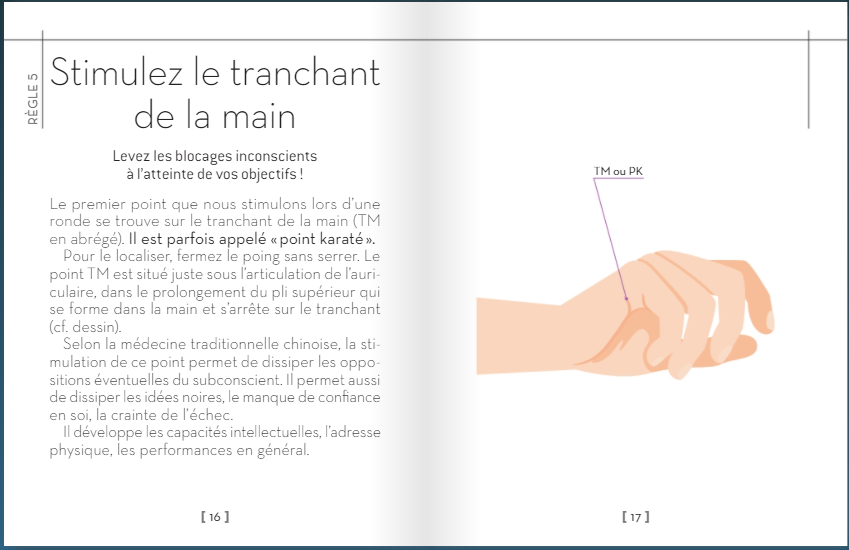 RÈGLE 5
Stimulez le tranchant
de la main
Levez les blocages inconscients
à l'atteinte de vos objectifs !
Le premier point que nous stimulons lors d'une
ronde se trouve sur le tranchant de la main (TM
en abrégé). Il est parfois appelé « point karaté ».
Pour le localiser, fermez le poing sans serrer. Le
point TM est situé juste sous l'articulation de l'auri-
culaire, dans le prolongement du pli supérieur qui
se forme dans la main et s'arrête sur le tranchant
(cf. dessin).
Selon la médecine traditionnelle chinoise, la sti-
mulation de ce point permet de dissiper les oppo-
sitions éventuelles du subconscient. Il permet aussi
de dissiper les idées noires, le manque de confiance
en soi, la crainte de l'échec.
Il développe les capacités intellectuelles, l'adresse
physique, les performances en général.
[ 16 ]
TM ou PK
[ 17 ]